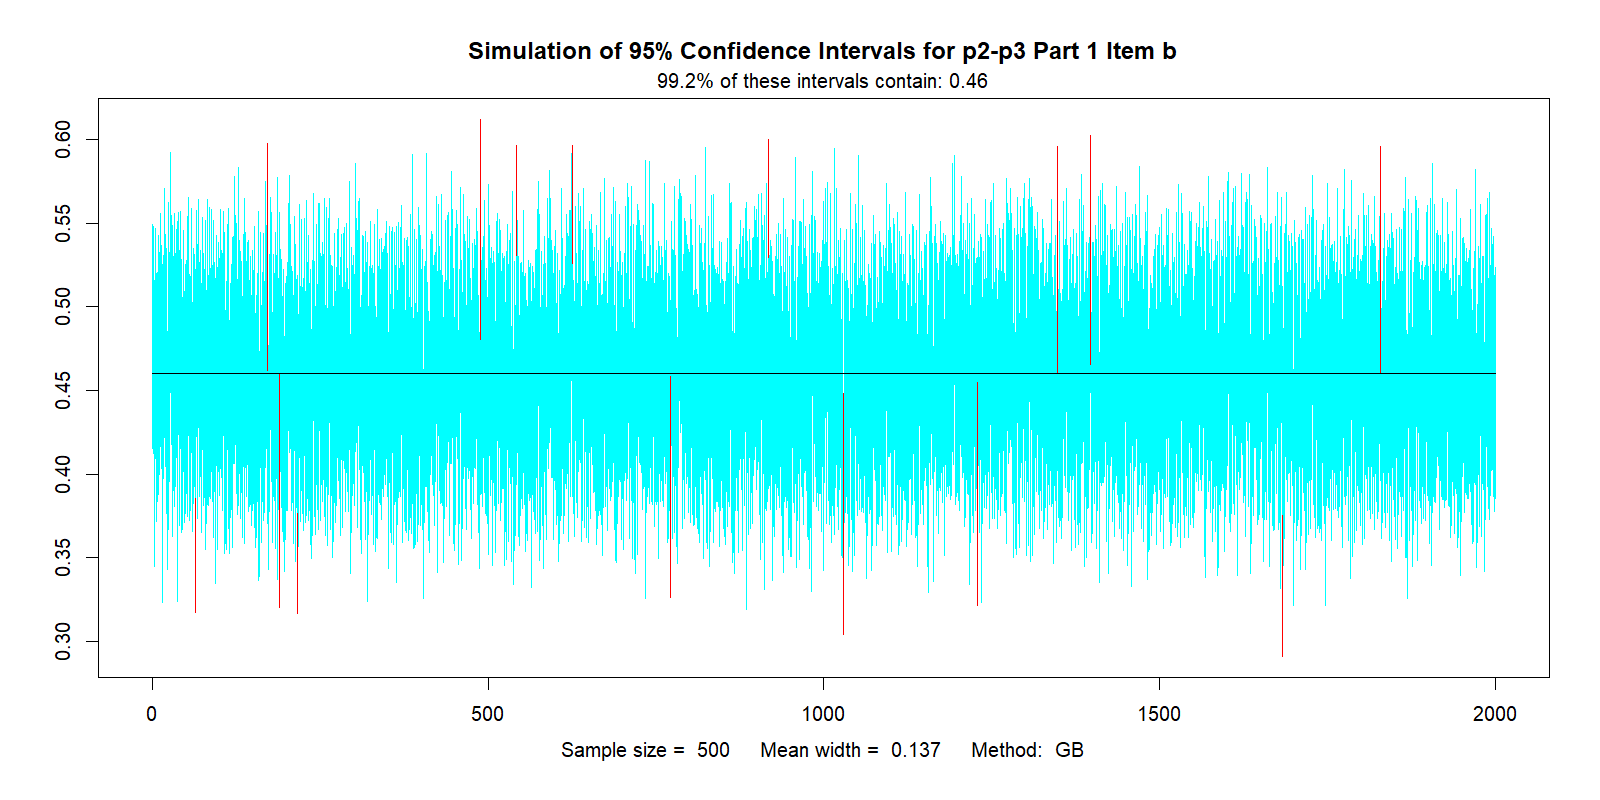 Simulation of 95% Confidence Intervals for p2-p3 Part 1 Item b
99.2% of these intervals contain: 0.46
0.60
0.55
0.50
0.45
0.40
0.35
0.30
0 500 1000 1500 2000
Sample size = 500 Mean width = 0.137 Method: GB